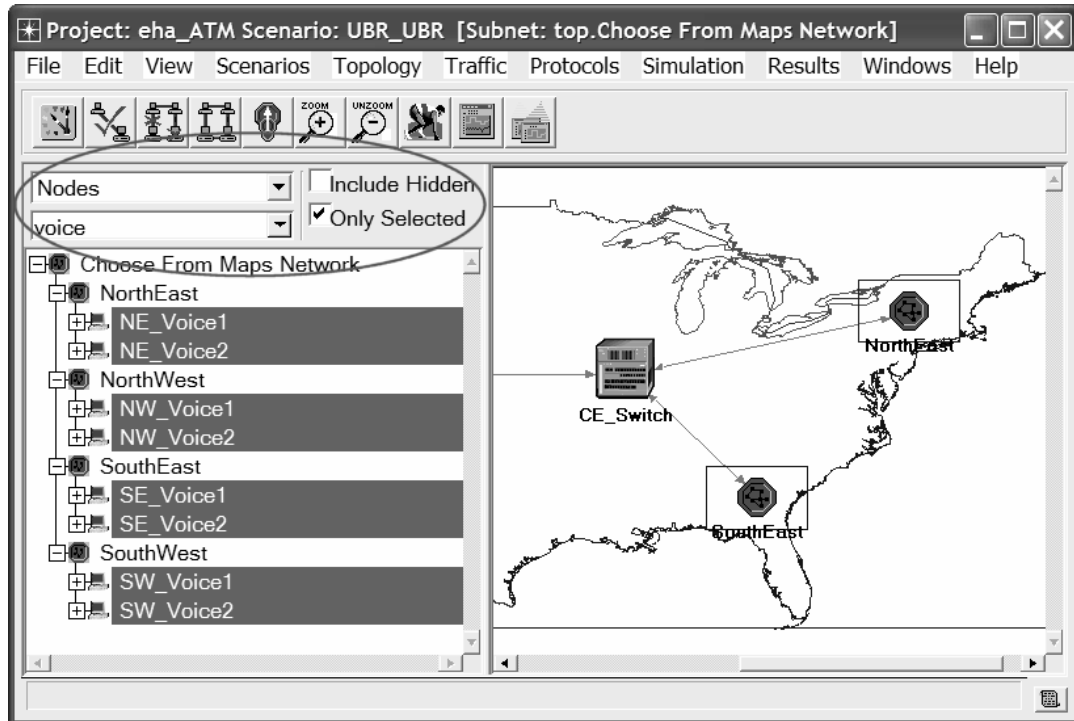 Project: eha_ATM Scenario: UBR_UBR [Subnet: top.Choose From Maps Network]
File Edit View Scenarios Topology Traffic Protocols Simulation Results Windows Help
ZOOM
UNZOOM
Nodes
Include Hidden
voice
Only Selected
Choose From Maps Network
NorthEast
NE_Voice1
NE_Voice2
NorthWest
NW_Voice1
NW_Voice2
SouthEast
SE_Voice1
SE_Voice2
SouthWest
SW_Voice1
SW_Voice2
NorthEast
CE_Switch
SouthEast